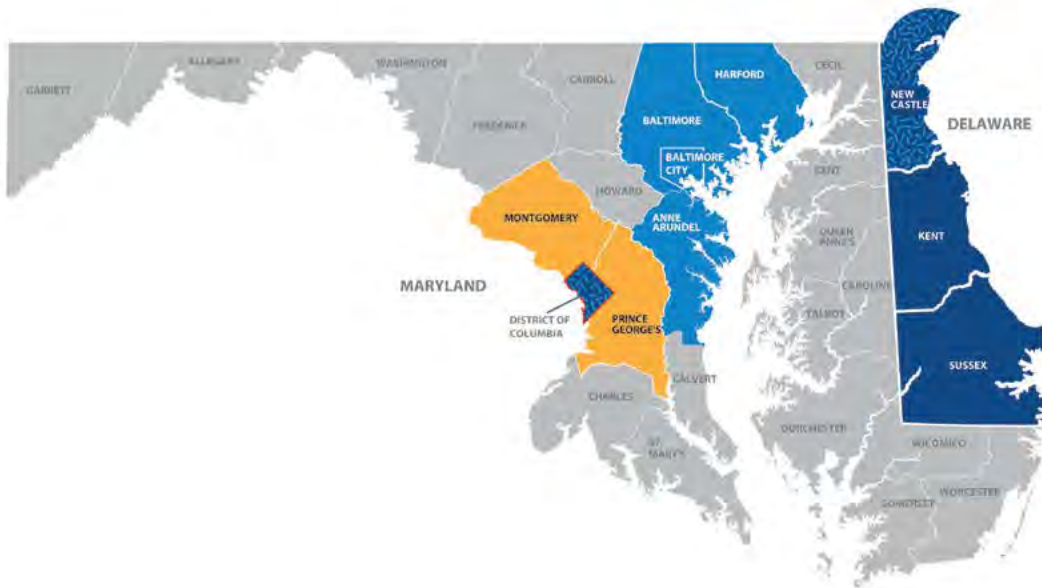 GARRETT
ALLEGANY
WASHINGTON
FREDERICK
CARROLL
BALTIMORE
HARFORD
CECIL
NEW
CASTLE
DELAWARE
BALTIMORE
CITY
HOWARD
KENT
MONTGOMERY
ANNE
ARUNDEL
QUEEN
ANNE'S
KENT
MARYLAND
CAROLINE
DISTRICT OF
COLUMBIA
PRINCE
GEORGE'S
TALBOT
SUSSEX
CALVERT
CHARLES
DORCHESTER
ST.
MARY'S
WICOMICO
WORCESTER
SOMERSET